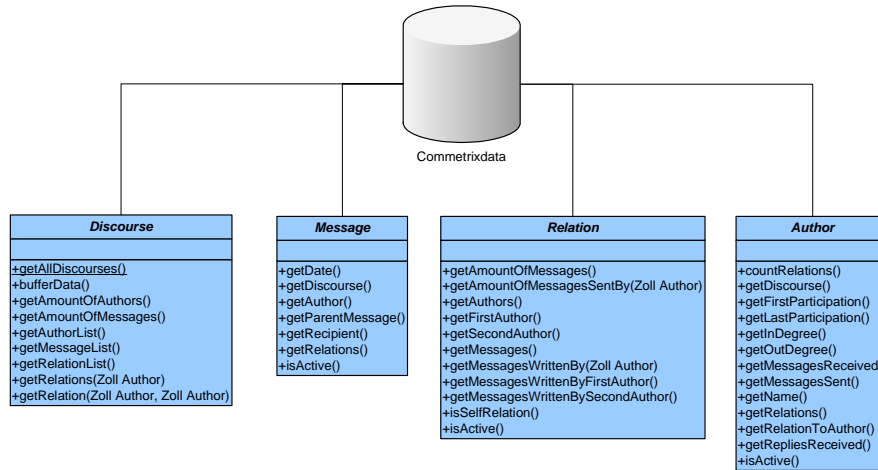 Commetrixdata
Discourse
+getAllDiscourses()
+bufferData()
+getAmountOfAuthors()
+getAmountOfMessages()
+getAuthorList()
+getMessageList()
+getRelationList()
+getRelations(Zoll Author)
+getRelation(Zoll Author, Zoll Author)
Message
+getDate()
+getDiscourse()
+getAuthor()
+getParentMessage()
+getRecipient()
+getRelations()
+isActive()
Relation
+getAmountOfMessages()
+getAmountOfMessagesSentBy(Zoll Author)
+getAuthors()
+getFirstAuthor()
+getSecondAuthor()
+getMessages()
+getMessagesWrittenBy(Zoll Author)
+getMessagesWrittenByFirstAuthor()
+getMessagesWrittenBySecondAuthor()
+isSelfRelation()
+isActive()
Author
+countRelations()
+getDiscourse()
+getFirstParticipation()
+getLastParticipation()
+getInDegree()
+getOutDegree()
+getMessagesReceived
+getMessagesSent()
+getName()
+getRelations()
+getRelationToAuthor()
+getRepliesReceived()
+isActive()